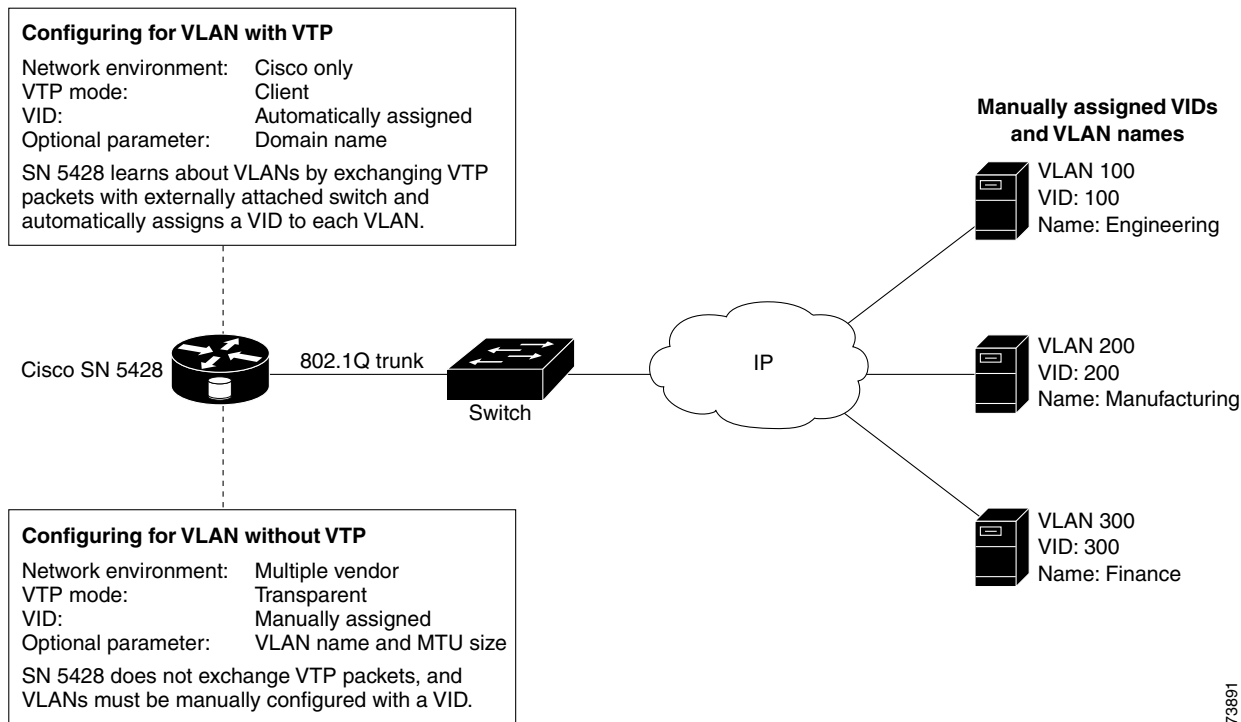 Configuring for VLAN with VTP
Network environment: Cisco only
VTP mode: Client
VID: Automatically assigned
Optional parameter: Domain name
SN 5428 learns about VLANs by exchanging VTP
packets with externally attached switch and
automatically assigns a VID to each VLAN.
Manually assigned VIDs
and VLAN names
VLAN 100
VID: 100
Name: Engineering
Cisco SN 5428
802.1Q trunk
Switch
IP
VLAN 200
VID: 200
Name: Manufacturing
VLAN 300
VID: 300
Name: Finance
Configuring for VLAN without VTP
Network environment: Multiple vendor
VTP mode: Transparent
VID: Manually assigned
Optional parameter: VLAN name and MTU size
SN 5428 does not exchange VTP packets, and
VLANs must be manually configured with a VID.
73891